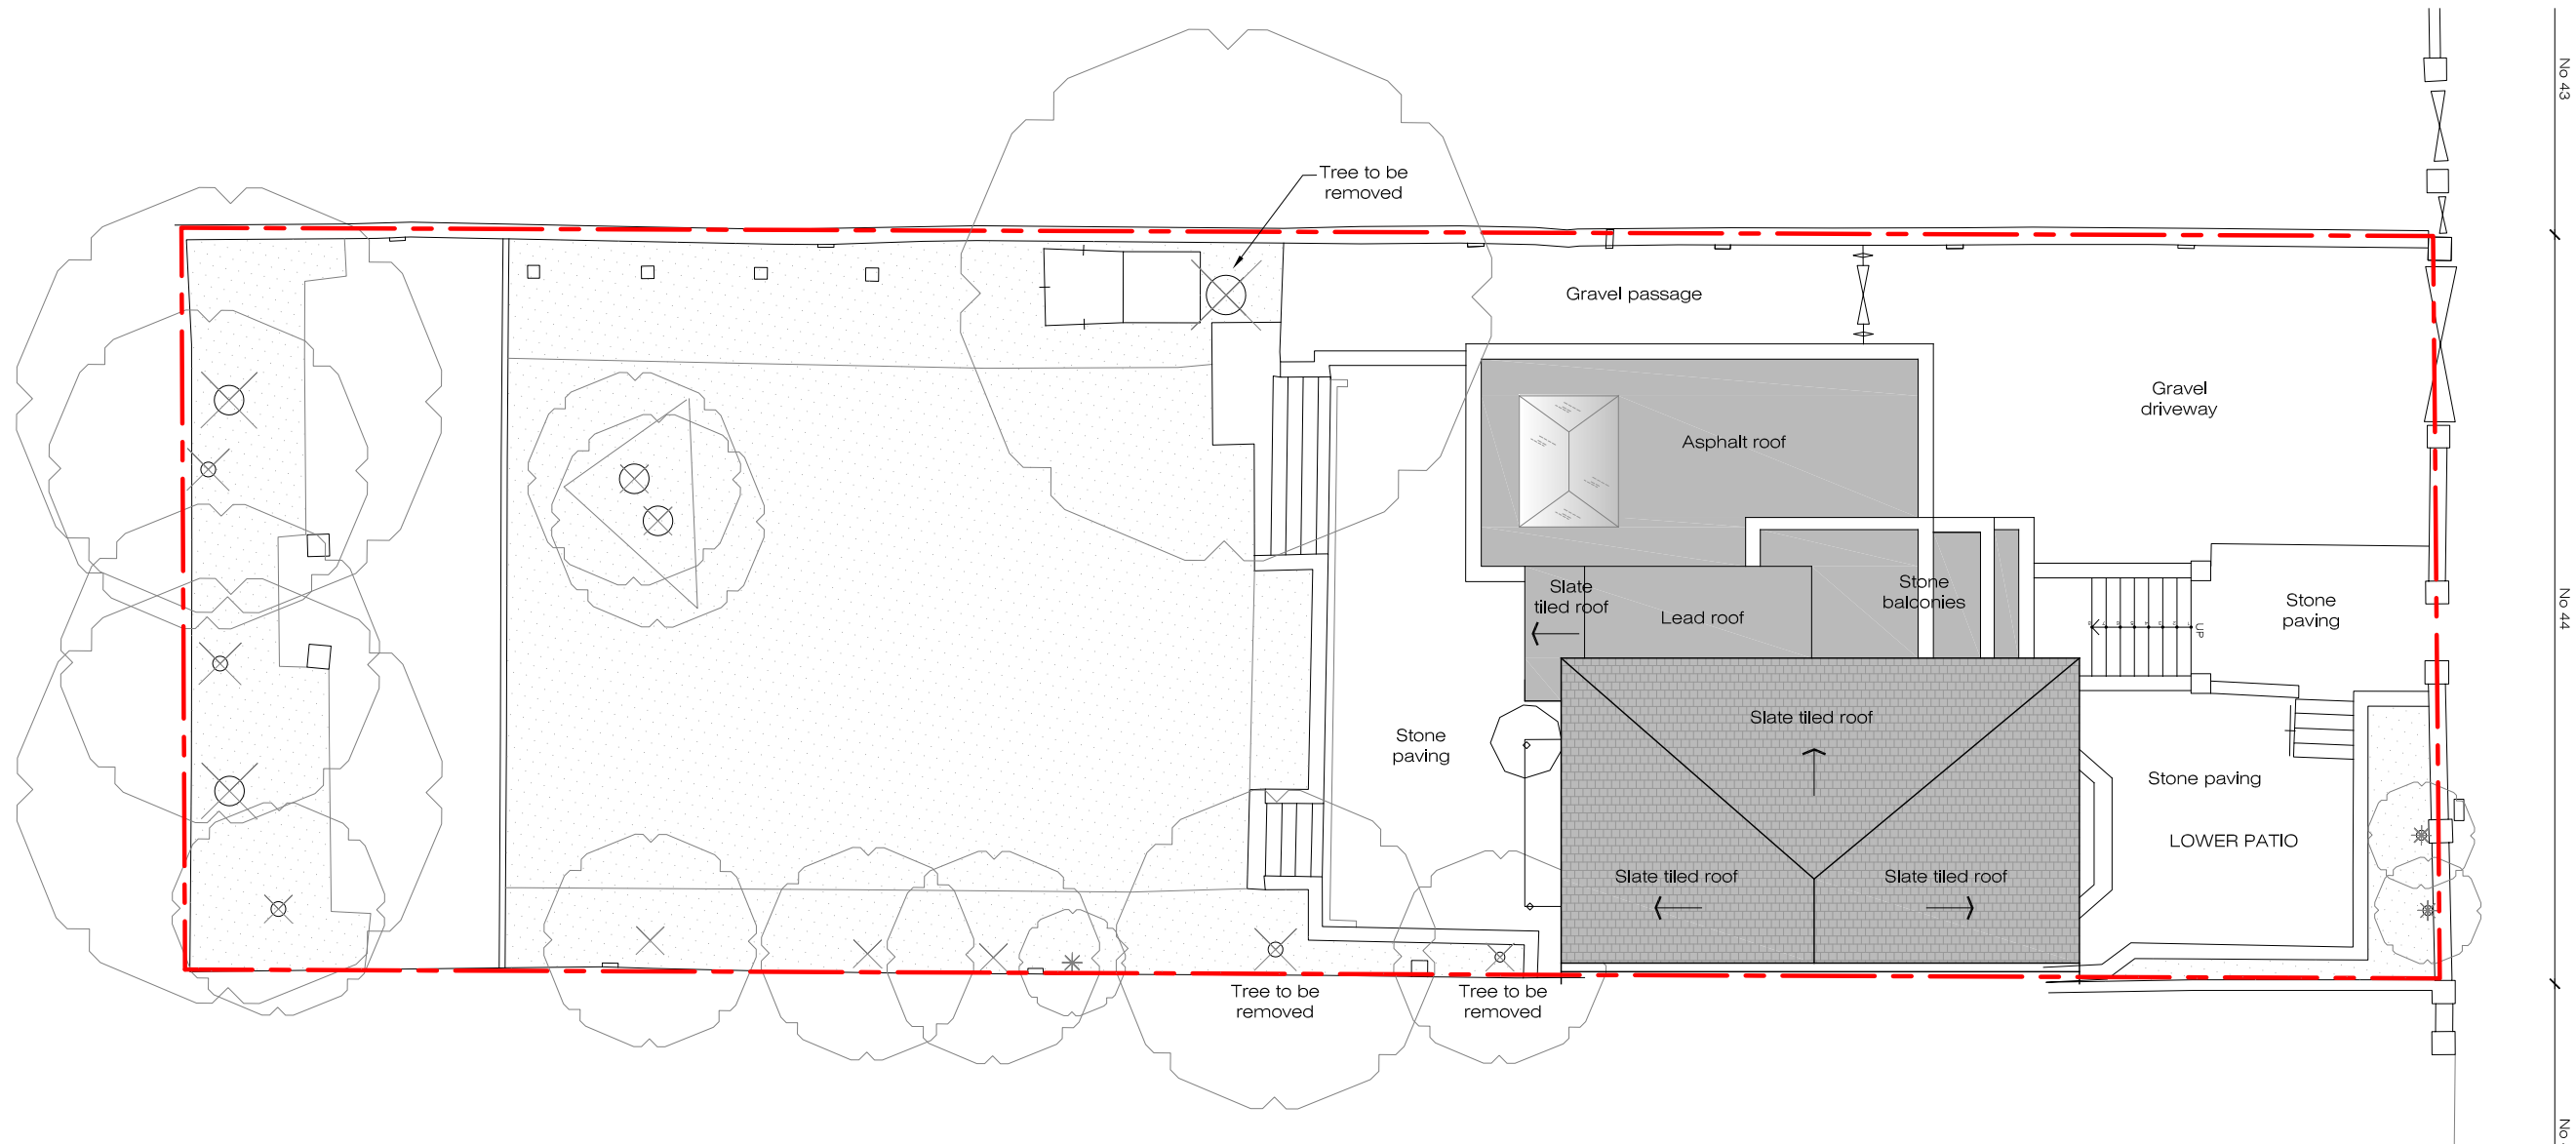 No 43
Tree to be
removed
Gravel passage
Gravel
driveway
Asphalt roof
Slate
tiled roof
Lead roof
Stone
balconies
Stone
paving
UP
No 44
Slate tiled roof
Stone
paving
Stone paving
LOWER PATIO
Slate tiled roof
Slate tiled roof
Tree to be
removed
Tree to be
removed
No